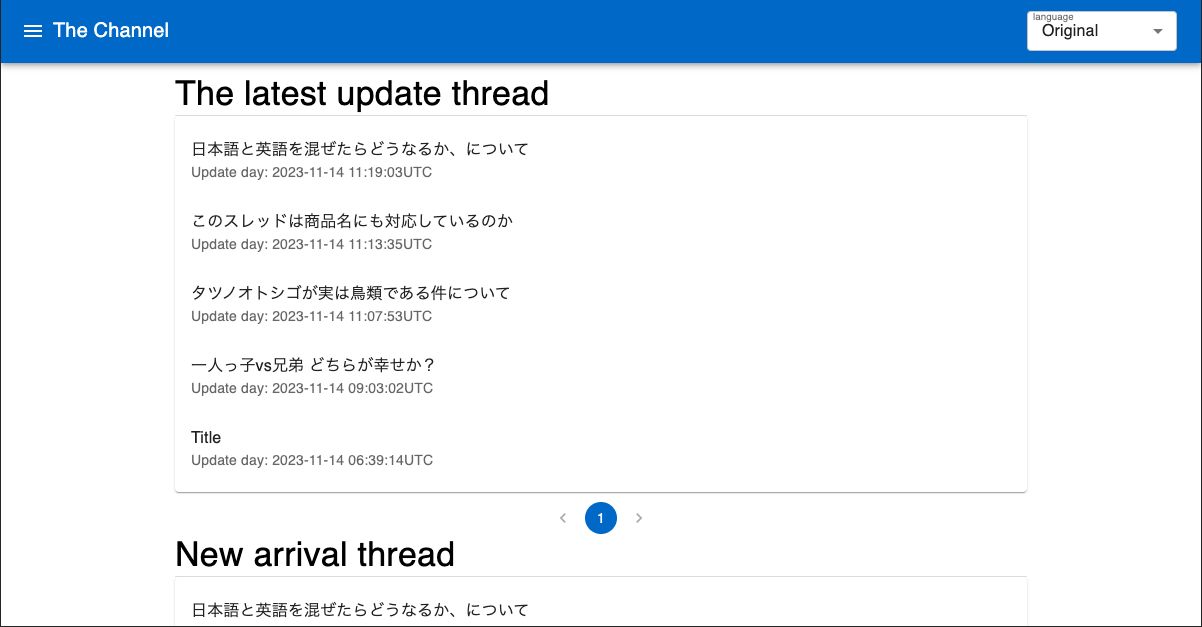 The Channel
language
Original
The latest update thread
日本語と英語を混ぜたらどうなるか、について
Update day: 2023-11-14 11:19:03UTC
このスレッドは商品名にも対応しているのか
Update day: 2023-11-14 11:13:35UTC
タツノオトシゴが実は鳥類である件について
Update day: 2023-11-14 11:07:53UTC
一人っ子vs兄弟 どちらが幸せか？
Update day: 2023-11-14 09:03:02UTC
Title
Update day: 2023-11-14 06:39:14UTC
1
New arrival thread
日本語と英語を混ぜたらどうなるか、について